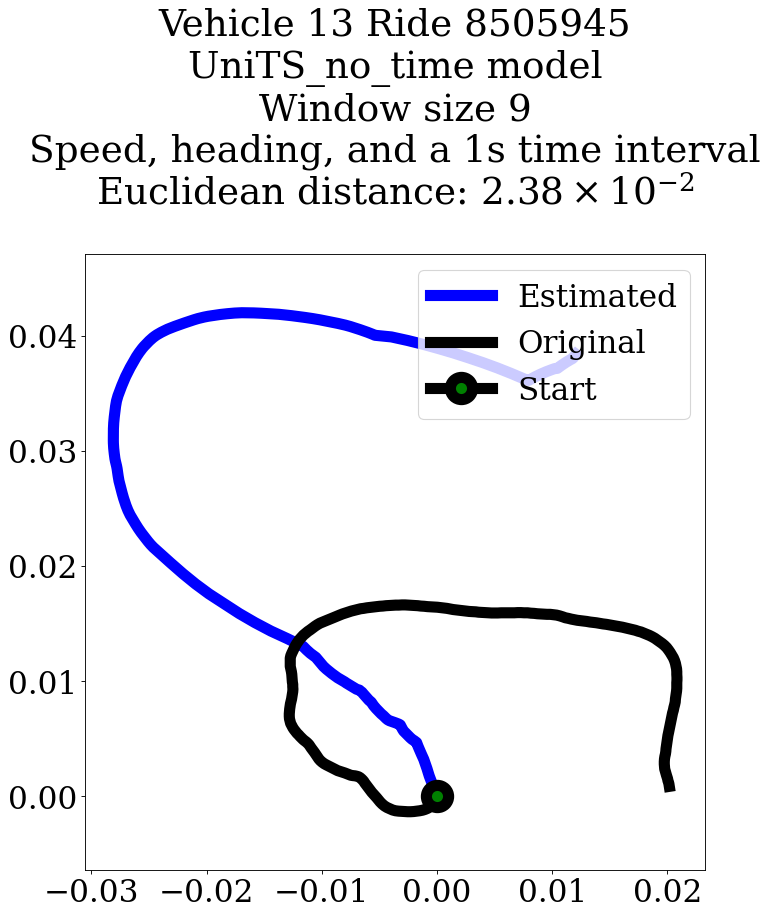 Vehicle 13 Ride 8505945
UniTS_no_time model
Window size 9
Speed, heading, and a 1s time interval
Euclidean distance: 2.38 × 10⁻²
Estimated
Original
Start
0.04
0.03
0.02
0.01
0.00
−0.03
−0.02
−0.01
0.00
0.01
0.02